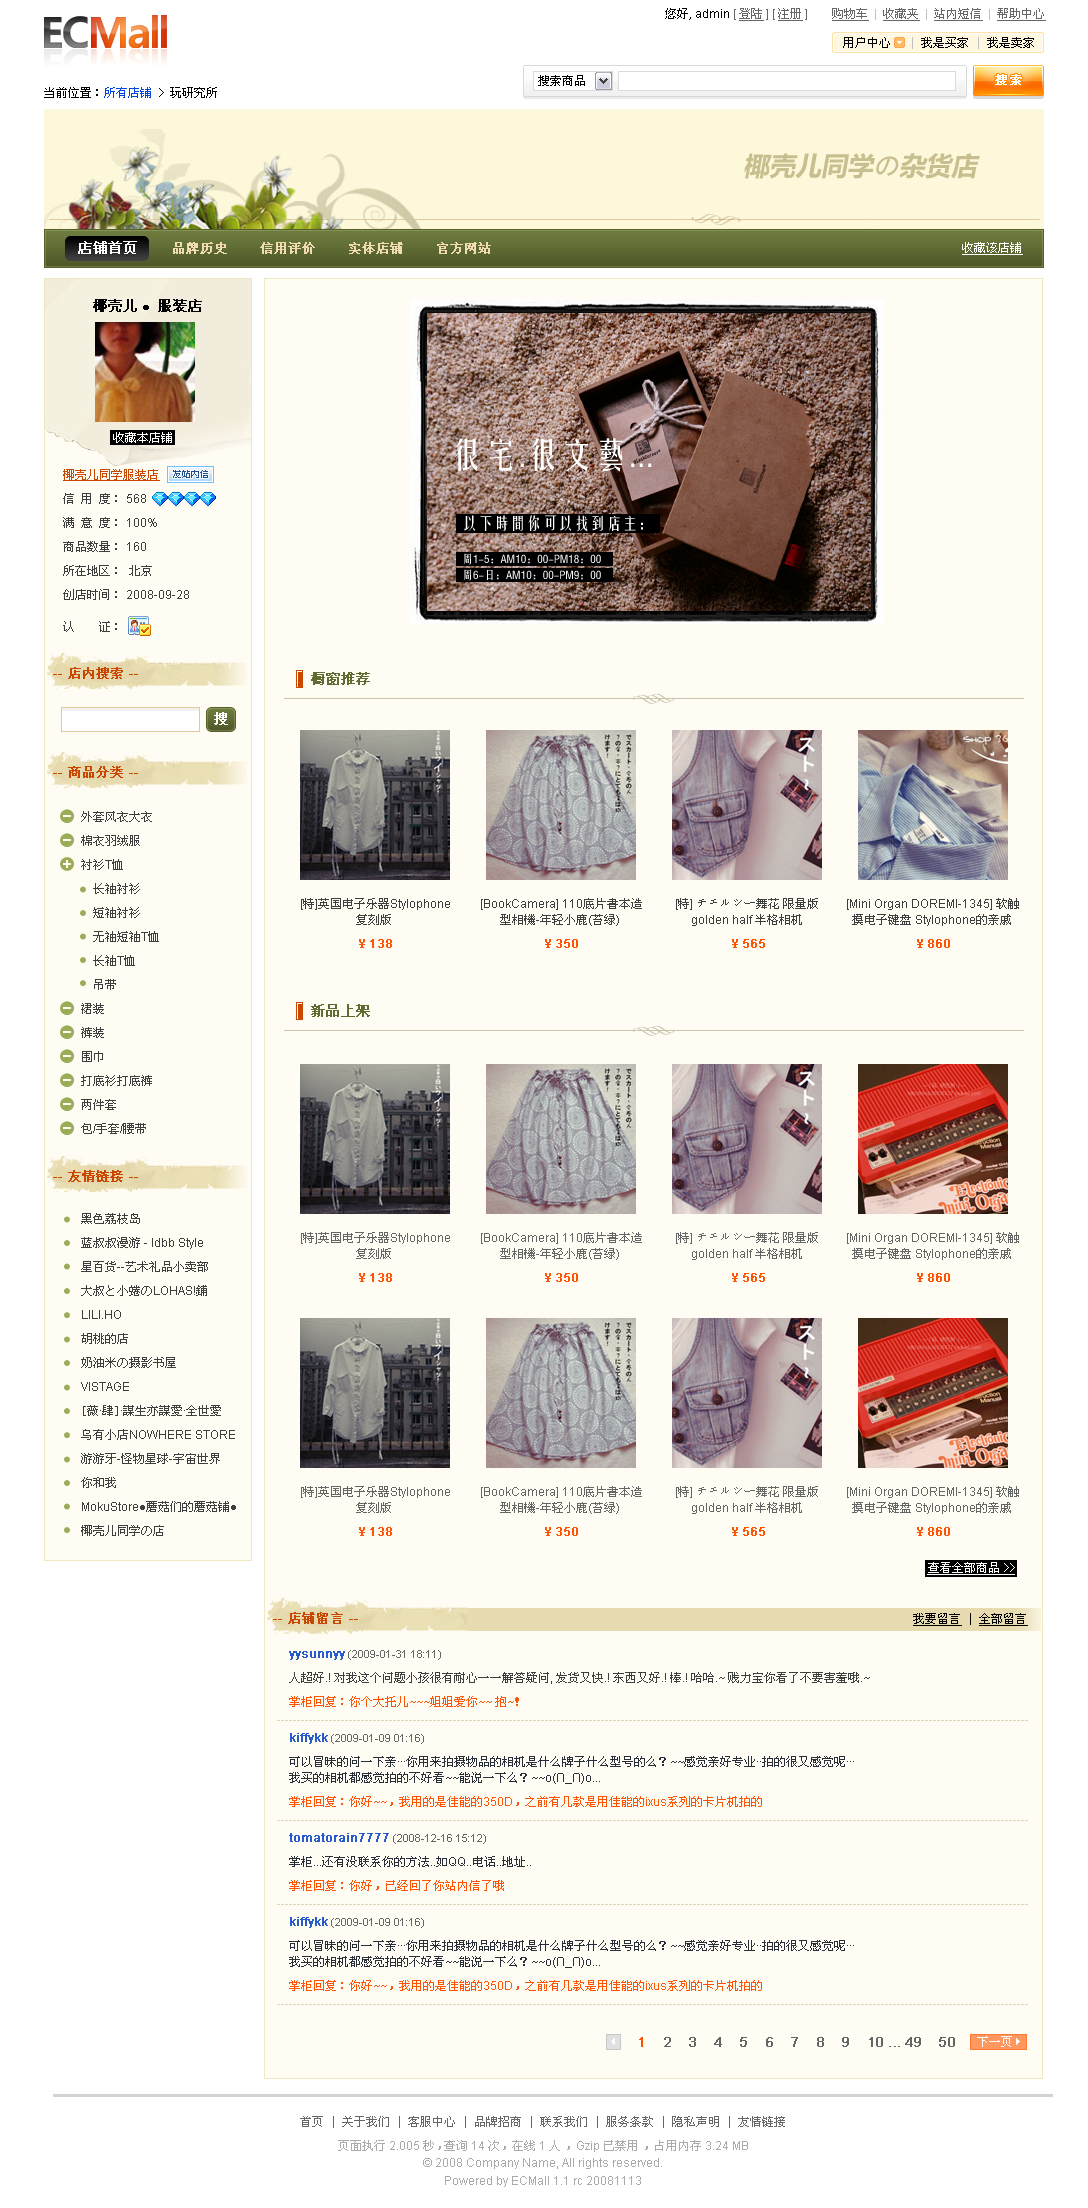 ECMall
您好, admin [ 登陆 ] [ 注册 ] 购物车 | 收藏夹 | 站内短信 | 帮助中心
用户中心 | 我是买家 | 我是卖家
搜索商品 搜索
当前位置：所有店铺 > 玩研究所
椰壳儿同学の杂货店
店铺首页 品牌历史 信用评价 实体店铺 官方网站 收藏该店铺
椰壳儿 ● 服装店
收藏本店铺
椰壳儿同学服装店 发站内信
信 用 度： 568
满 意 度： 100%
商品数量： 160
所在地区： 北京
创店时间： 2008-09-28
认 证：
-- 店内搜索 --
搜
-- 商品分类 --
外套风衣大衣
棉衣羽绒服
衬衫T恤
长袖衬衫
短袖衬衫
无袖短袖T恤
长袖T恤
吊带
裙装
裤装
围巾
打底衫打底裤
两件套
包/手套/腰带
-- 友情链接 --
黑色荔枝岛
蓝叔叔漫游 - Idbb Style
星百货--艺术礼品小卖部
大叔と小蜷のLOHAS!鋪
LILI.HO
胡桃的店
奶油米の摄影书屋
VISTAGE
[薇·肆]·謀生亦謀愛·全世愛
乌有小店NOWHERE STORE
游游牙-怪物星球-宇宙世界
你和我
MokuStore●蘑菇们的蘑菇铺●
椰壳儿同学の店
很宅 很文藝...
以下時間你可以找到店主：
周1-5：AM10：00-PM18：00
周6-日：AM10：00-PM9：00
橱窗推荐
[特]英国电子乐器Stylophone
复刻版
¥ 138
[BookCamera] 110底片書本造
型相機-年轻小鹿(苔绿)
¥ 350
[特] チニルシー舞花 限量版
golden half 半格相机
¥ 565
SHOP
[Mini Organ DOREMI-1345] 软触
摸电子键盘 Stylophone的亲戚
¥ 860
新品上架
[特]英国电子乐器Stylophone
复刻版
¥ 138
[BookCamera] 110底片書本造
型相機-年轻小鹿(苔绿)
¥ 350
[特] チニルシー舞花 限量版
golden half 半格相机
¥ 565
[Mini Organ DOREMI-1345] 软触
摸电子键盘 Stylophone的亲戚
¥ 860
[特]英国电子乐器Stylophone
复刻版
¥ 138
[BookCamera] 110底片書本造
型相機-年轻小鹿(苔绿)
¥ 350
[特] チニルシー舞花 限量版
golden half 半格相机
¥ 565
[Mini Organ DOREMI-1345] 软触
摸电子键盘 Stylophone的亲戚
¥ 860
查看全部商品 >>
-- 店铺留言 -- 我要留言 | 全部留言
yysunnyy (2009-01-31 18:11)
人超好.! 对我这个问题小孩很有耐心一一解答疑问, 发货又快.! 东西又好.! 棒.! 哈哈.~ 贱力宝你看了不要害羞哦.~
掌柜回复：你个大托儿~~~姐姐爱你~~ 抱~!
kiffykk (2009-01-09 01:16)
可以冒昧的问一下亲···你用来拍摄物品的相机是什么牌子什么型号的么？~~感觉亲好专业··拍的很又感觉呢···
我买的相机都感觉拍的不好看~~能说一下么？~~o(∩_∩)o...
掌柜回复：你好~~，我用的是佳能的350D，之前有几款是用佳能的ixus系列的卡片机拍的
tomatorain7777 (2008-12-16 15:12)
掌柜...还有没联系你的方法..如QQ..电话..地址..
掌柜回复：你好，已经回了你站内信了哦
kiffykk (2009-01-09 01:16)
可以冒昧的问一下亲···你用来拍摄物品的相机是什么牌子什么型号的么？~~感觉亲好专业··拍的很又感觉呢···
我买的相机都感觉拍的不好看~~能说一下么？~~o(∩_∩)o...
掌柜回复：你好~~，我用的是佳能的350D，之前有几款是用佳能的ixus系列的卡片机拍的
1 2 3 4 5 6 7 8 9 10 ... 49 50 下一页
首页 | 关于我们 | 客服中心 | 品牌招商 | 联系我们 | 服务条款 | 隐私声明 | 友情链接
页面执行 2.005 秒，查询 14 次，在线 1 人 ，Gzip 已禁用 ，占用内存 3.24 MB
© 2008 Company Name, All rights reserved.
Powered by ECMall 1.1 rc 20081113